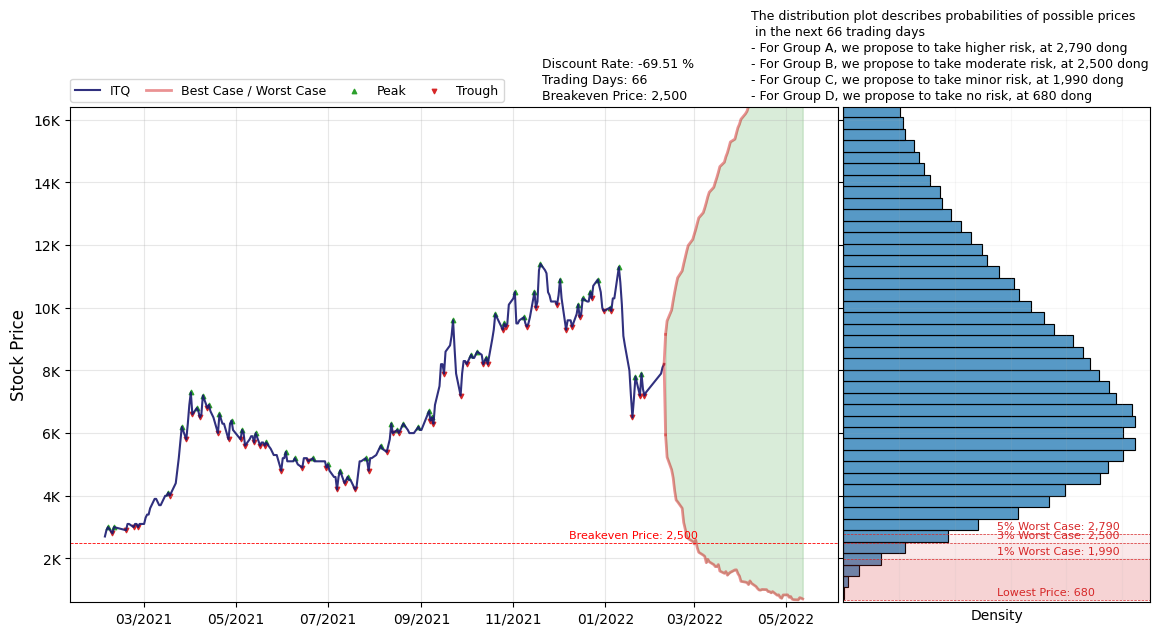 The distribution plot describes probabilities of possible prices
in the next 66 trading days
- For Group A, we propose to take higher risk, at 2,790 dong
- For Group B, we propose to take moderate risk, at 2,500 dong
- For Group C, we propose to take minor risk, at 1,990 dong
- For Group D, we propose to take no risk, at 680 dong
Discount Rate: -69.51 %
Trading Days: 66
Breakeven Price: 2,500
ITQ Best Case / Worst Case Peak Trough
Stock Price
16K
14K
12K
10K
8K
6K
4K
2K
Breakeven Price: 2,500
03/2021 05/2021 07/2021 09/2021 11/2021 01/2022 03/2022 05/2022
5% Worst Case: 2,790
3% Worst Case: 2,500
1% Worst Case: 1,990
Lowest Price: 680
Density